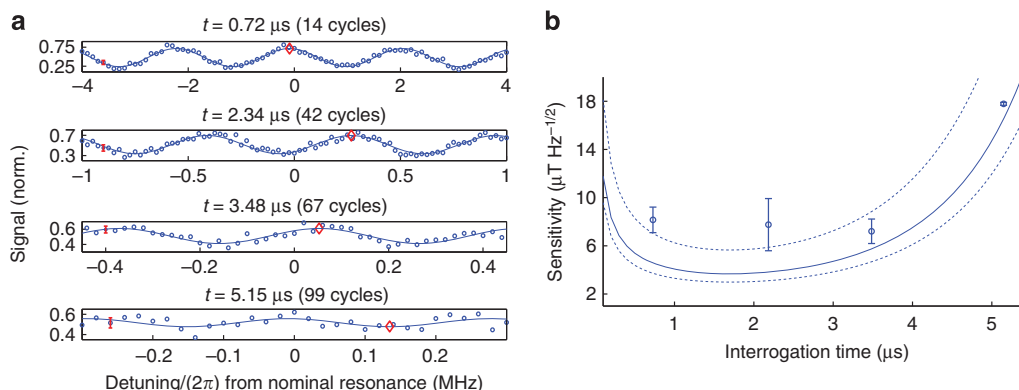 a
t = 0.72 μs (14 cycles)
0.75
0.25
−4 −2 0 2 4
t = 2.34 μs (42 cycles)
0.7
0.3
−1 −0.5 0 0.5 1
t = 3.48 μs (67 cycles)
0.6
0.4
−0.4 −0.2 0 0.2 0.4
t = 5.15 μs (99 cycles)
0.6
0.4
−0.2 −0.1 0 0.1 0.2
Signal (norm.)
Detuning/(2π) from nominal resonance (MHz)
b
18
14
10
6
2
1 2 3 4 5
Sensitivity (μT Hz−1/2)
Interrogation time (μs)